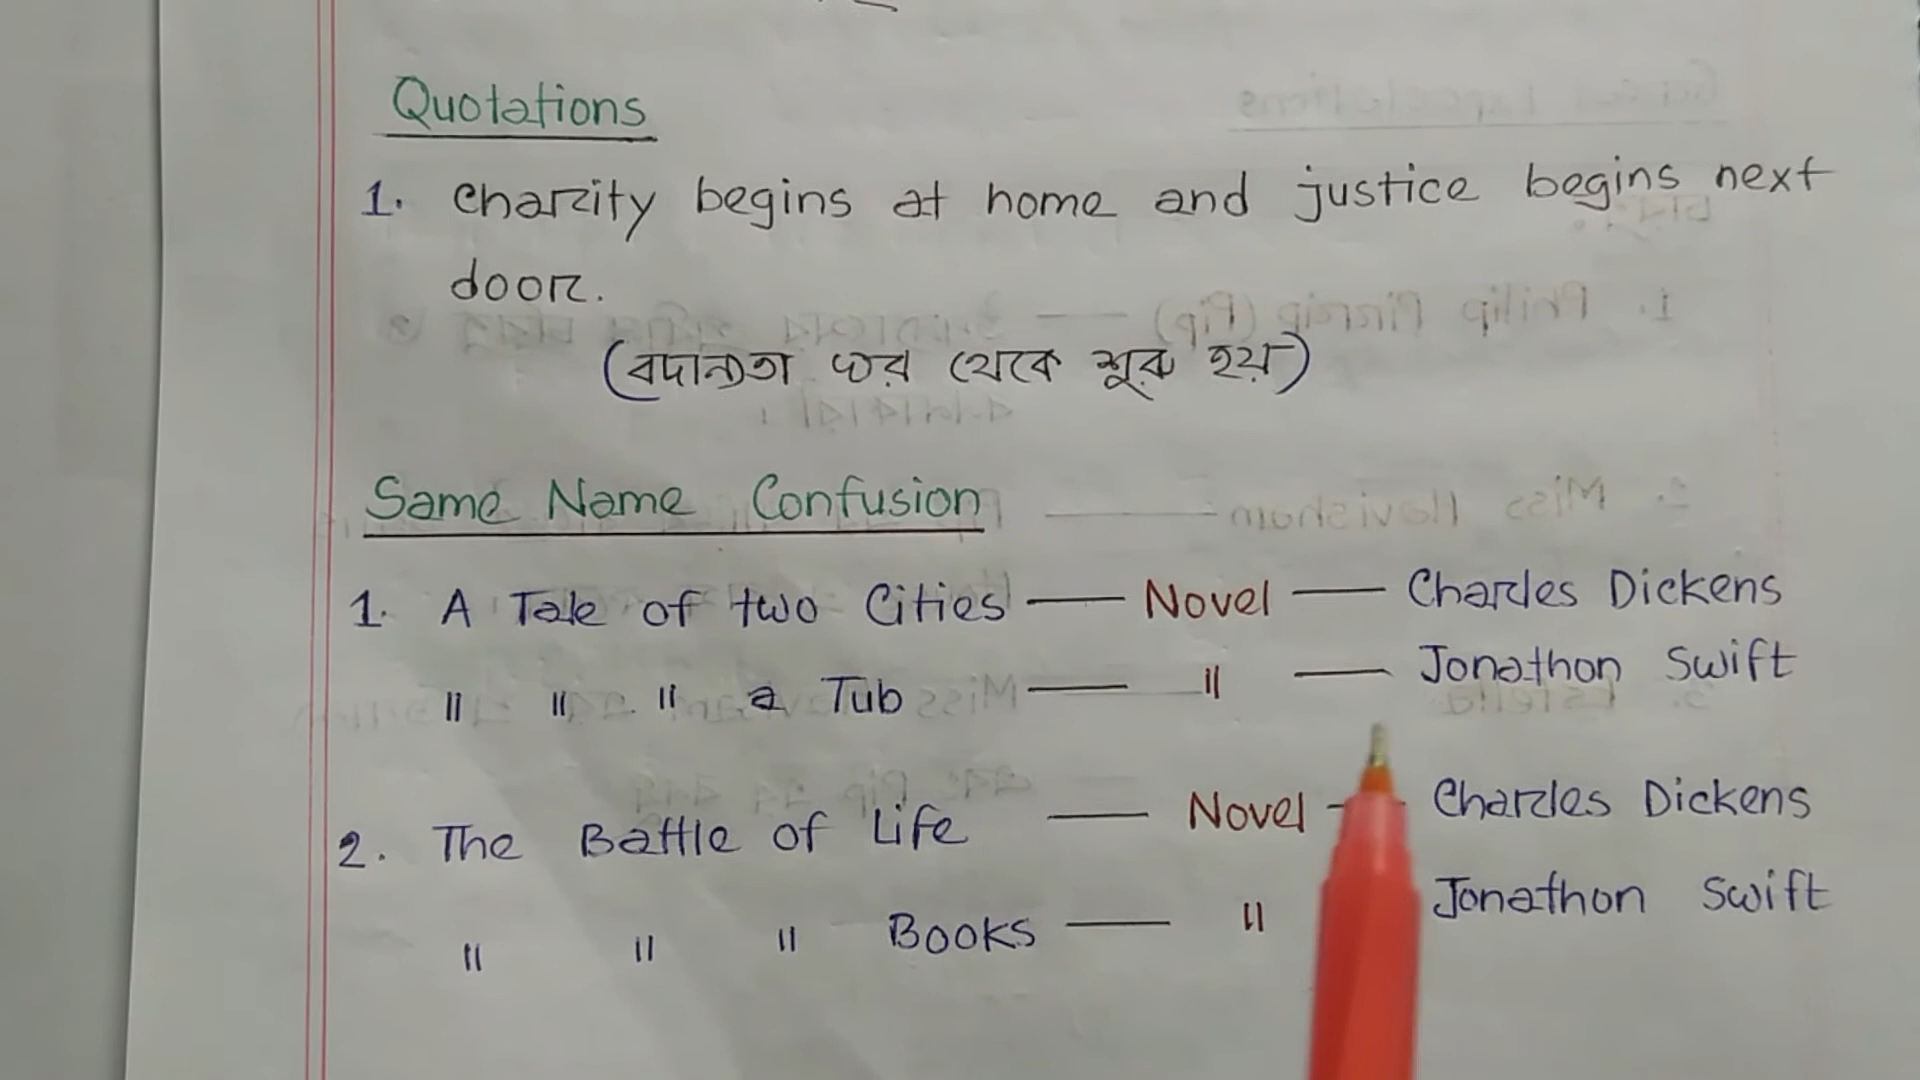 Quotations
1. Charity begins at home and justice begins next
door.
(বদান্যতা ঘর থেকে শুরু হয়)
Same Name Confusion
1. A Tale of two Cities — Novel — Charles Dickens
" " " a Tub — " — Jonathon Swift
2. The Battle of Life — Novel — Charles Dickens
" " " Books — " Jonathon Swift